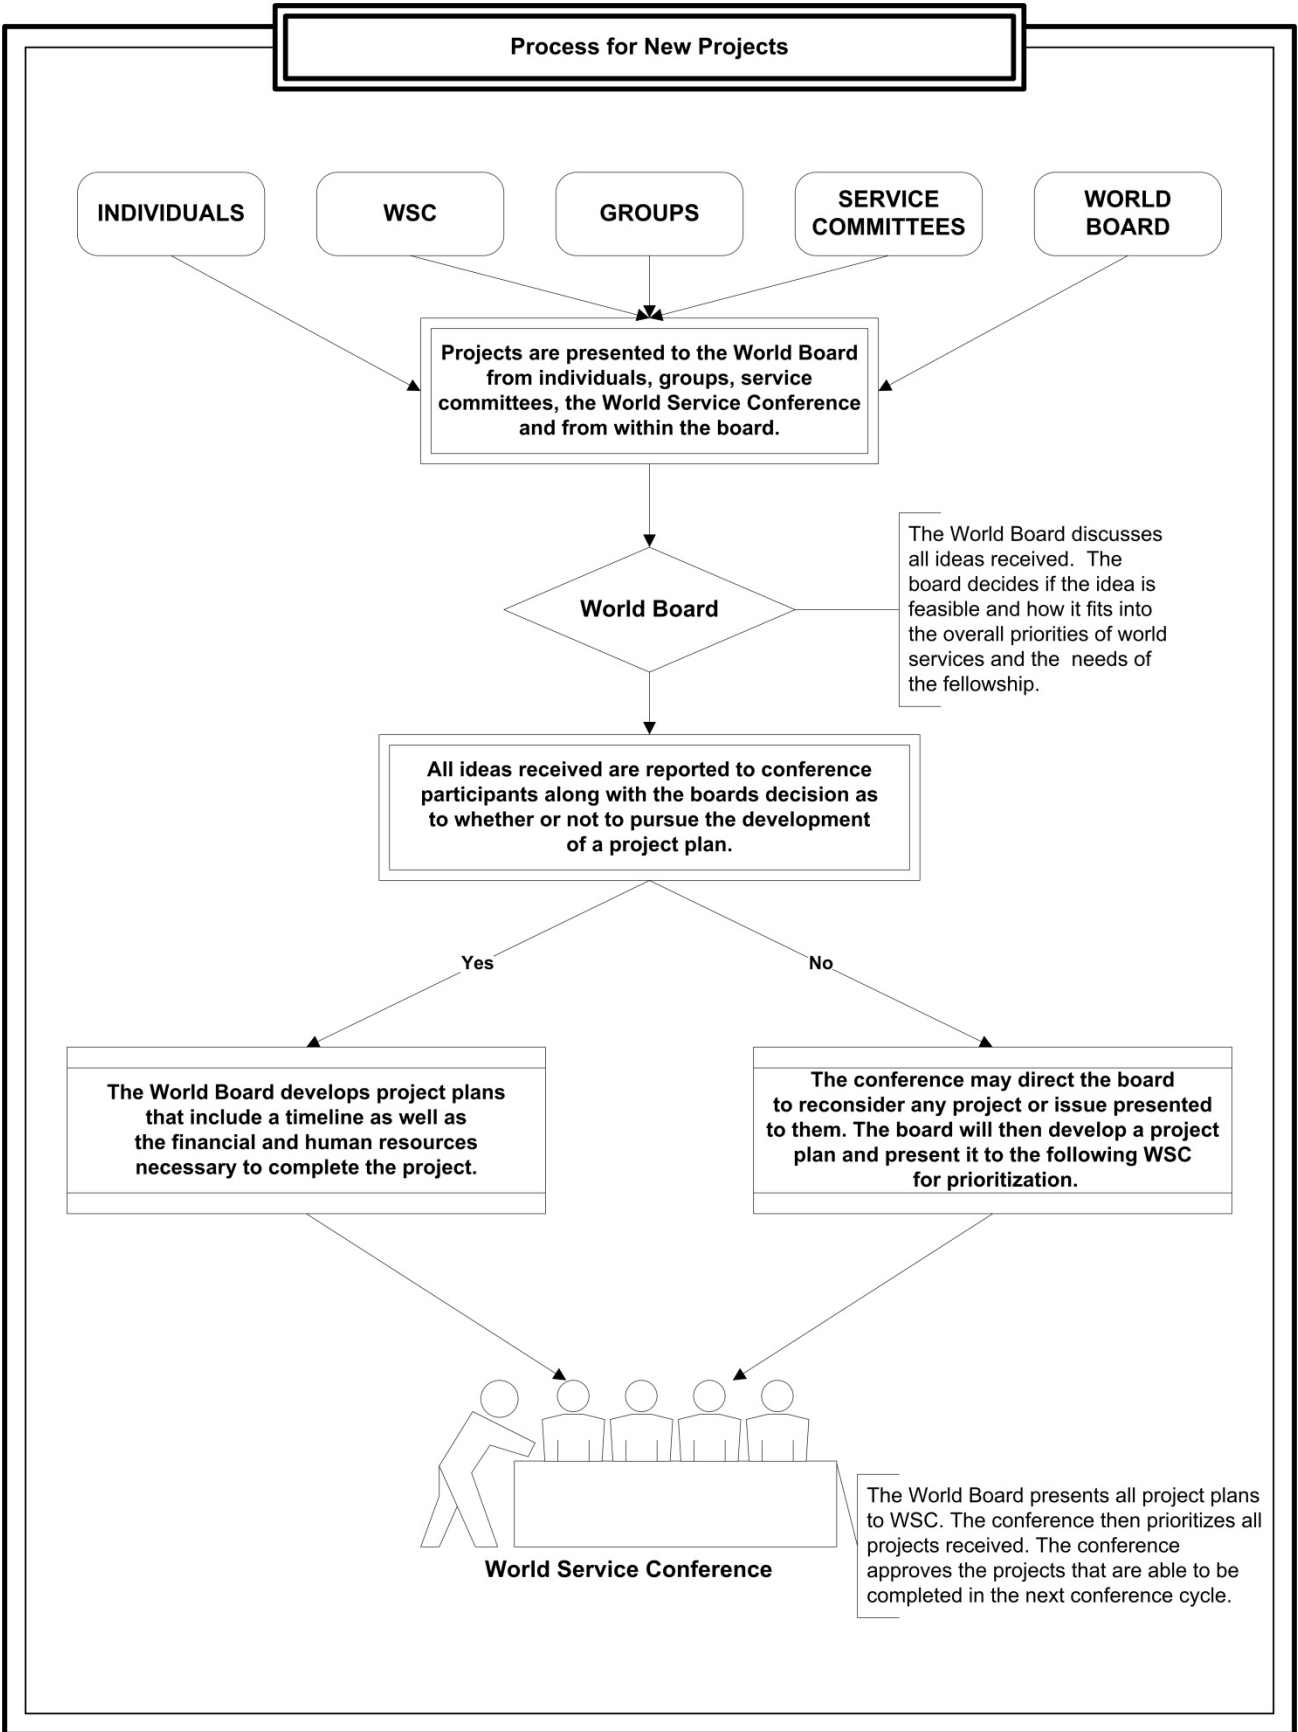 Process for New Projects
INDIVIDUALS
WSC
GROUPS
SERVICE
COMMITTEES
WORLD
BOARD
Projects are presented to the World Board
from individuals, groups, service
committees, the World Service Conference
and from within the board.
World Board
The World Board discusses
all ideas received.  The
board decides if the idea is
feasible and how it fits into
the overall priorities of world
services and the  needs of
the fellowship.
All ideas received are reported to conference
participants along with the boards decision as
to whether or not to pursue the development
of a project plan.
Yes
No
The World Board develops project plans
that include a timeline as well as
the financial and human resources
necessary to complete the project.
The conference may direct the board
to reconsider any project or issue presented
to them. The board will then develop a project
plan and present it to the following WSC
for prioritization.
World Service Conference
The World Board presents all project plans
to WSC. The conference then prioritizes all
projects received. The conference
approves the projects that are able to be
completed in the next conference cycle.